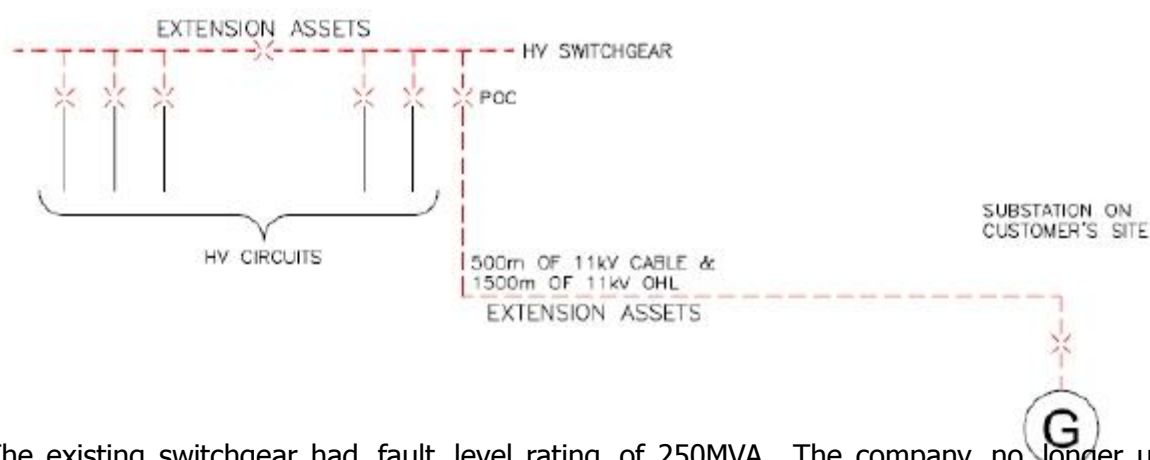 EXTENSION ASSETS
HV SWITCHGEAR
POC
SUBSTATION ON
CUSTOMER'S SITE
HV CIRCUITS
500m OF 11kV CABLE &
1500m OF 11kV OHL
EXTENSION ASSETS
G
he existing switchgear had fault level rating of 250MVA. The company no longer u